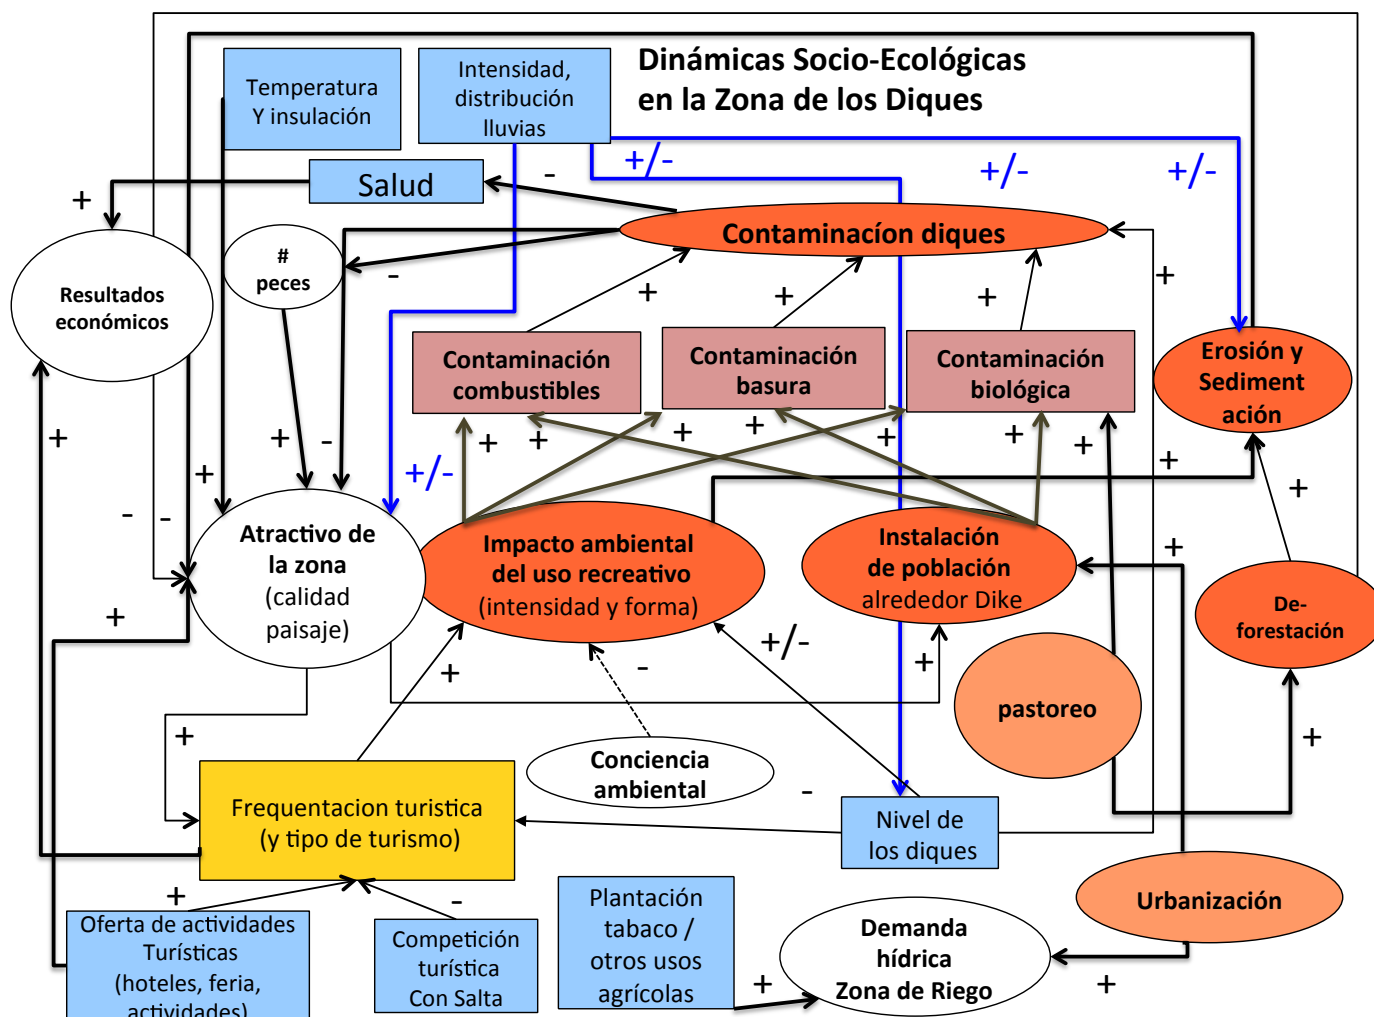 Dinámicas Socio-Ecológicas
en la Zona de los Diques
Temperatura
Y insulación
Intensidad,
distribución
lluvias
+/-
+/-
+/-
Salud
-
+
Contaminacíon diques
#
peces
-
+
Resultados
económicos
+
+
+
Contaminación
combustibles
Contaminación
basura
Contaminación
biológica
Erosión y
Sediment
ación
+
+
-
+
+
+
+
+
+
+
+
+
+/-
+
+
-
-
Atractivo de
la zona
(calidad
paisaje)
Impacto ambiental
del uso recreativo
(intensidad y forma)
Instalación
de población
alrededor Dike
+
De-
forestación
+
+
+/-
-
+
pastoreo
+
+
Conciencia
ambiental
-
Frequentacion turistica
(y tipo de turismo)
Nivel de
los diques
+
-
Urbanización
Oferta de actividades
Turísticas
(hoteles, feria,
actividades)
Competición
turística
Con Salta
Plantación
tabaco /
otros usos
agrícolas
+
Demanda
hídrica
Zona de Riego
+